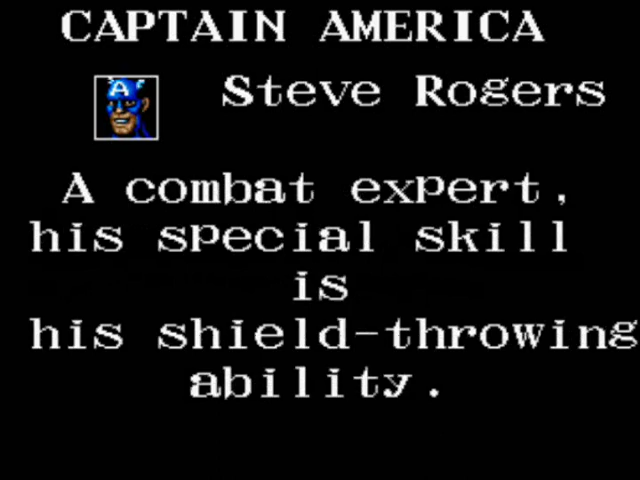 CAPTAIN AMERICA
A
Steve Rogers
A combat expert,
his special skill
is
his shield-throwing
ability.